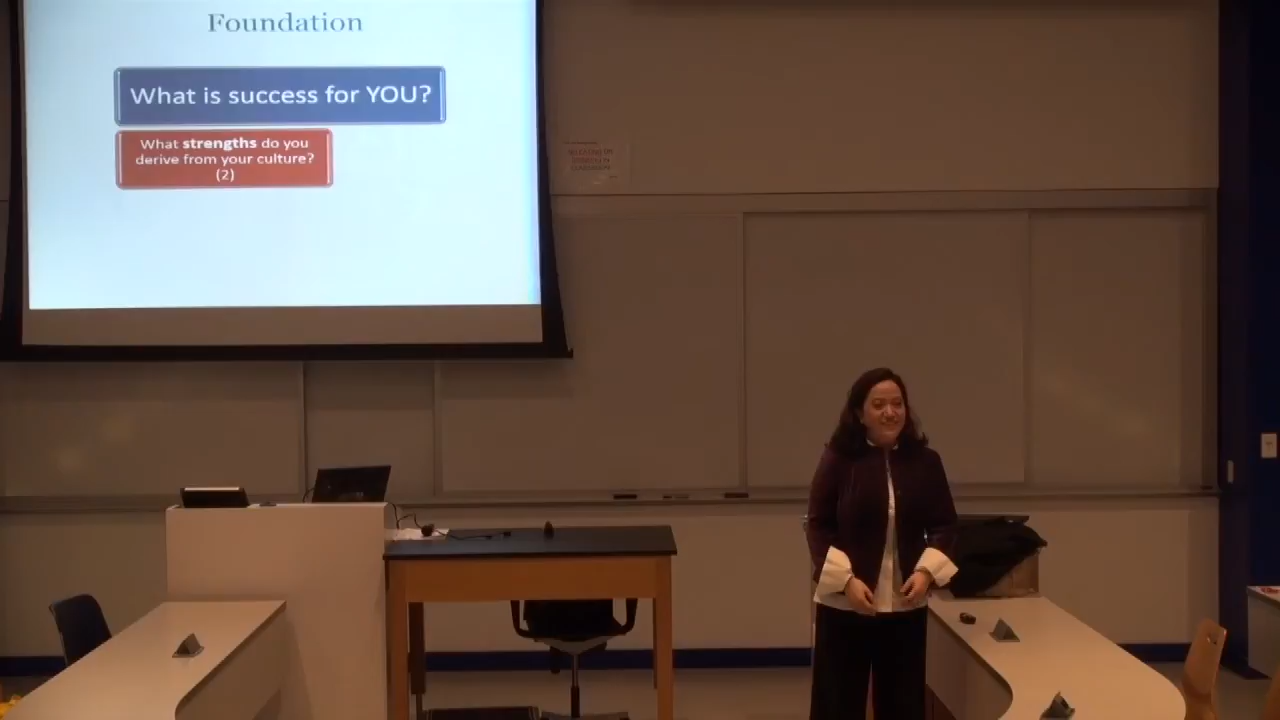 Foundation
What is success for YOU?
What strengths do you
derive from your culture?
(2)